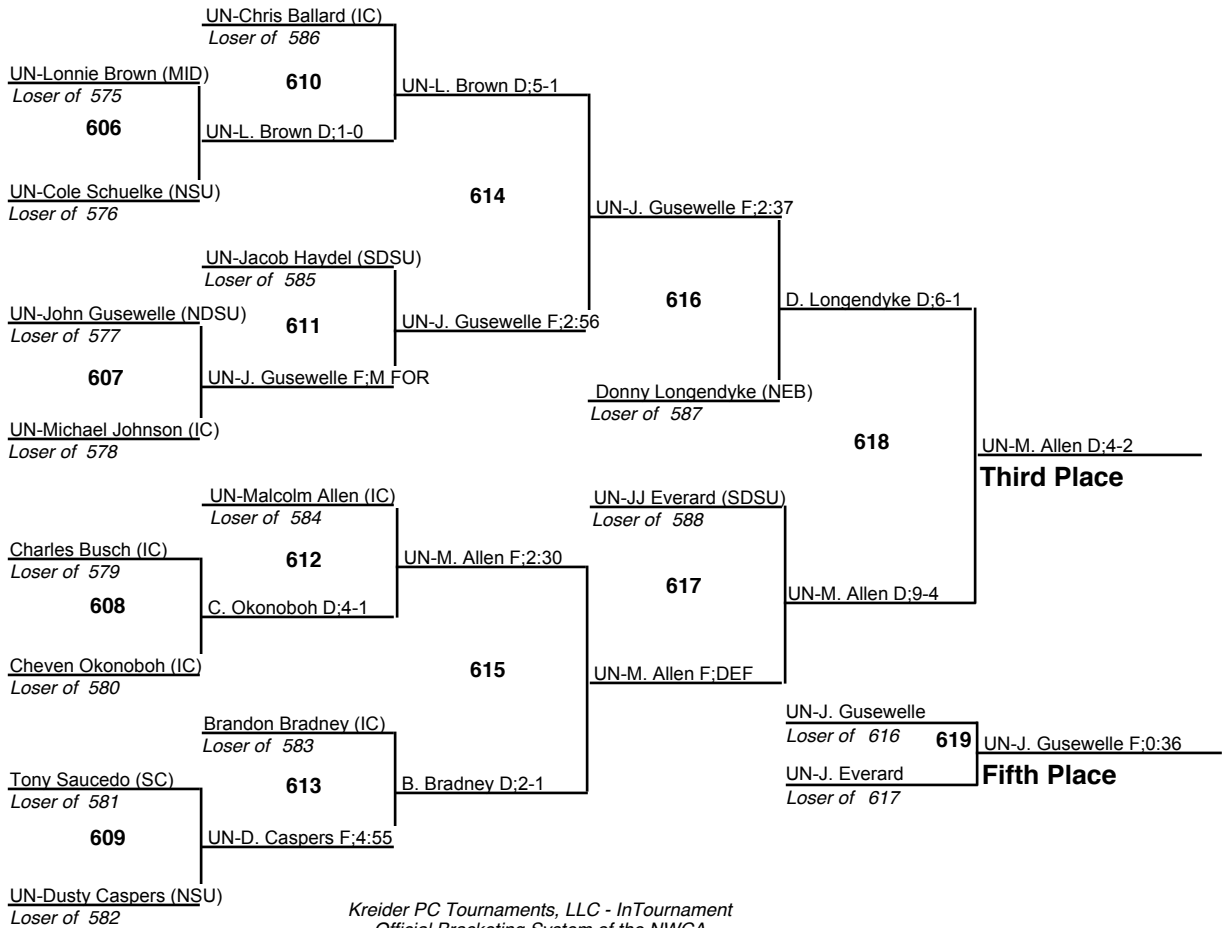 UN-Chris Ballard (IC)
Loser of 586
UN-Lonnie Brown (MID)
Loser of 575
610
UN-L. Brown D;5-1
606
UN-L. Brown D;1-0
UN-Cole Schuelke (NSU)
Loser of 576
614
UN-J. Gusewelle F;2:37
UN-Jacob Haydel (SDSU)
Loser of 585
UN-John Gusewelle (NDSU)
Loser of 577
611
UN-J. Gusewelle F;2:56
616
D. Longendyke D;6-1
607
UN-J. Gusewelle F;M FOR
Donny Longendyke (NEB)
Loser of 587
UN-Michael Johnson (IC)
Loser of 578
618
UN-M. Allen D;4-2
Third Place
UN-Malcolm Allen (IC)
Loser of 584
UN-JJ Everard (SDSU)
Loser of 588
Charles Busch (IC)
Loser of 579
612
UN-M. Allen F;2:30
617
608
C. Okonoboh D;4-1
UN-M. Allen D;9-4
Cheven Okonoboh (IC)
Loser of 580
615
UN-M. Allen F;DEF
Brandon Bradney (IC)
Loser of 583
UN-J. Gusewelle
Loser of 616
619
UN-J. Gusewelle F;0:36
Fifth Place
Tony Saucedo (SC)
Loser of 581
613
B. Bradney D;2-1
UN-J. Everard
Loser of 617
609
UN-D. Caspers F;4:55
UN-Dusty Caspers (NSU)
Loser of 582
Kreider PC Tournaments, LLC - InTournament
Official Bracketing System of the NWCA